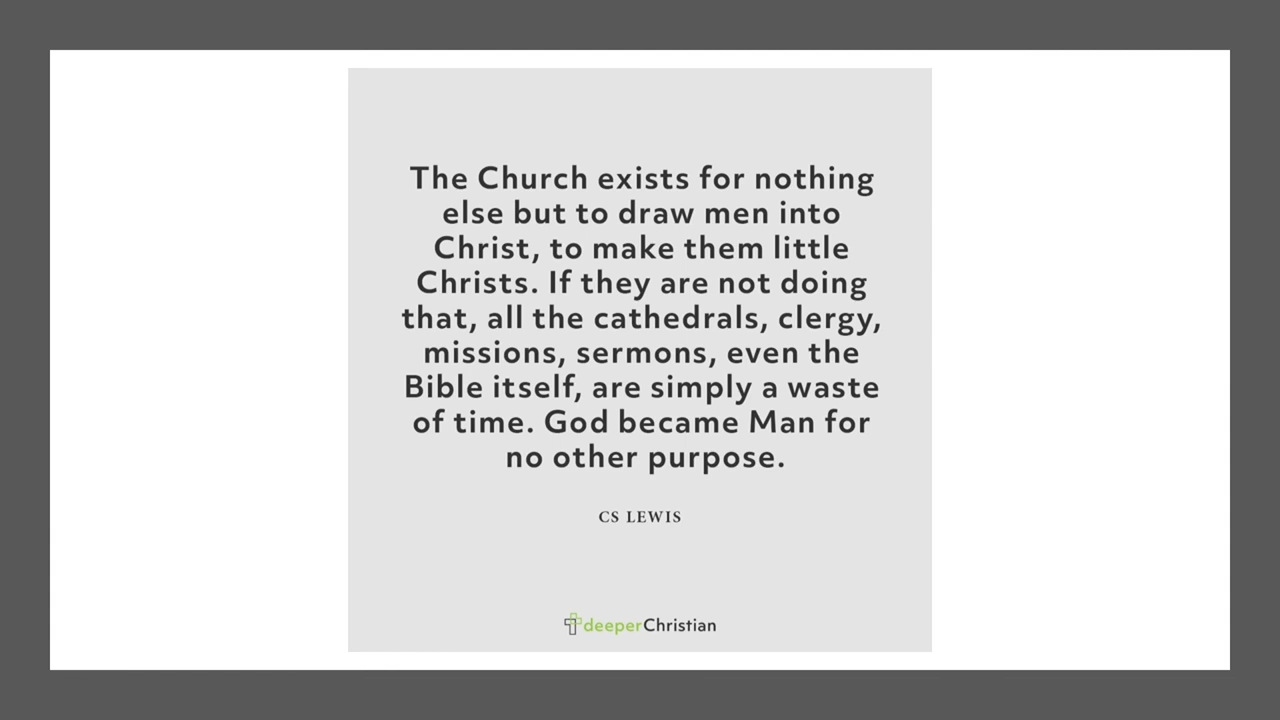 The Church exists for nothing
else but to draw men into
Christ, to make them little
Christs. If they are not doing
that, all the cathedrals, clergy,
missions, sermons, even the
Bible itself, are simply a waste
of time. God became Man for
no other purpose.
CS LEWIS
deeperChristian